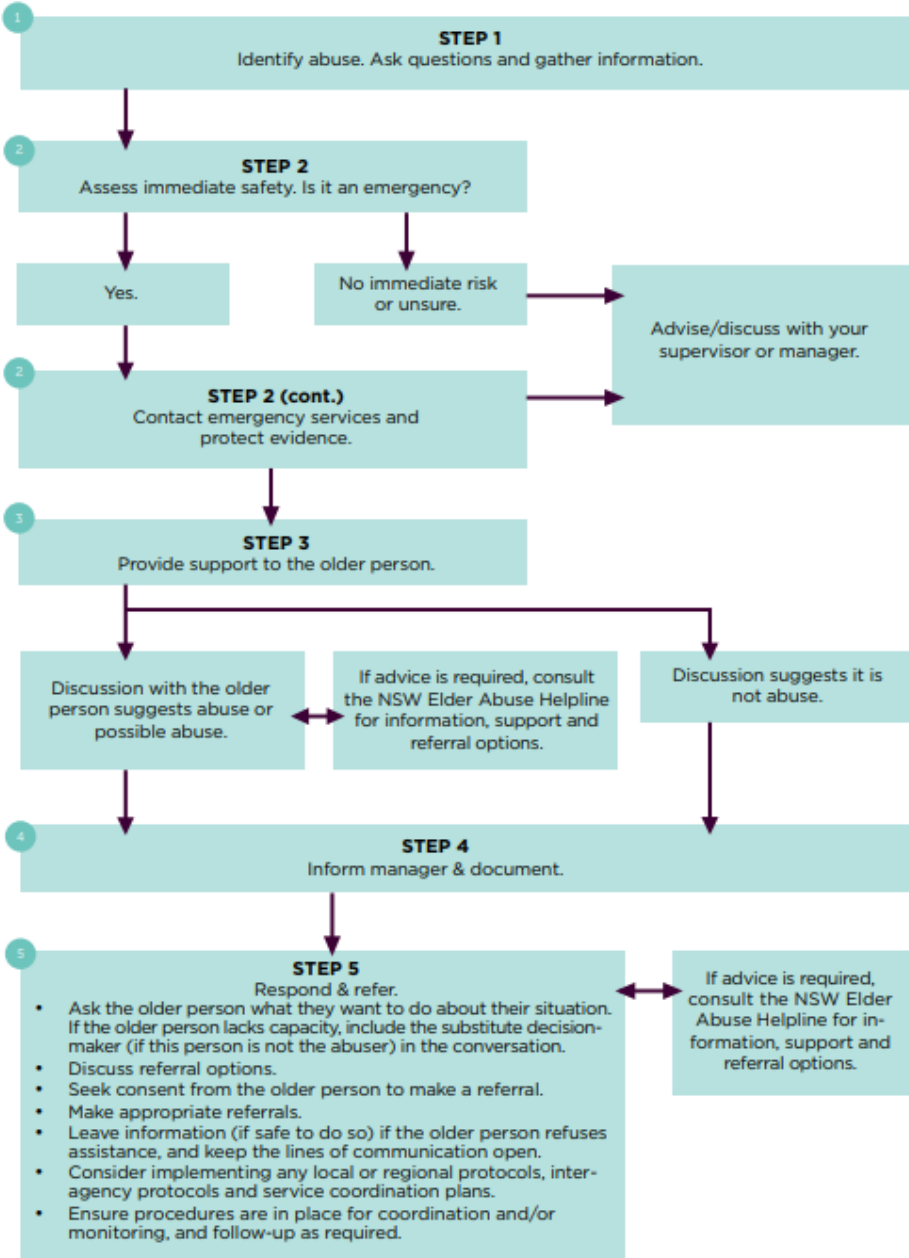 1
STEP 1
Identify abuse. Ask questions and gather information.
2
STEP 2
Assess immediate safety. Is it an emergency?
Yes.
No immediate risk
or unsure.
Advise/discuss with your
supervisor or manager.
2
STEP 2 (cont.)
Contact emergency services and
protect evidence.
3
STEP 3
Provide support to the older person.
Discussion with the older
person suggests abuse or
possible abuse.
If advice is required, consult
the NSW Elder Abuse Helpline
for information, support and
referral options.
Discussion suggests it is
not abuse.
4
STEP 4
Inform manager & document.
5
STEP 5
Respond & refer.
• Ask the older person what they want to do about their situation.
If the older person lacks capacity, include the substitute decision-
maker (if this person is not the abuser) in the conversation.
• Discuss referral options.
• Seek consent from the older person to make a referral.
• Make appropriate referrals.
• Leave information (if safe to do so) if the older person refuses
assistance, and keep the lines of communication open.
• Consider implementing any local or regional protocols, inter-
agency protocols and service coordination plans.
• Ensure procedures are in place for coordination and/or
monitoring, and follow-up as required.
If advice is required,
consult the NSW Elder
Abuse Helpline for in-
formation, support and
referral options.